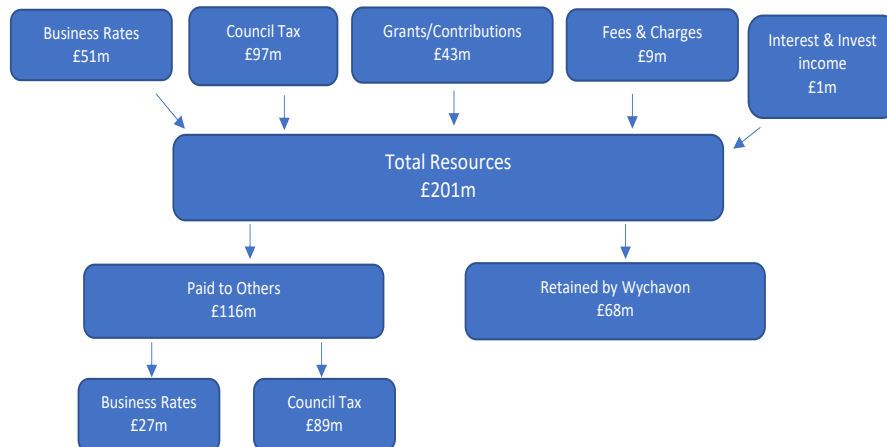 Business Rates
£51m
Council Tax
£97m
Grants/Contributions
£43m
Fees & Charges
£9m
Interest & Invest
income
£1m
Total Resources
£201m
Paid to Others
£116m
Retained by Wychavon
£68m
Business Rates
£27m
Council Tax
£89m